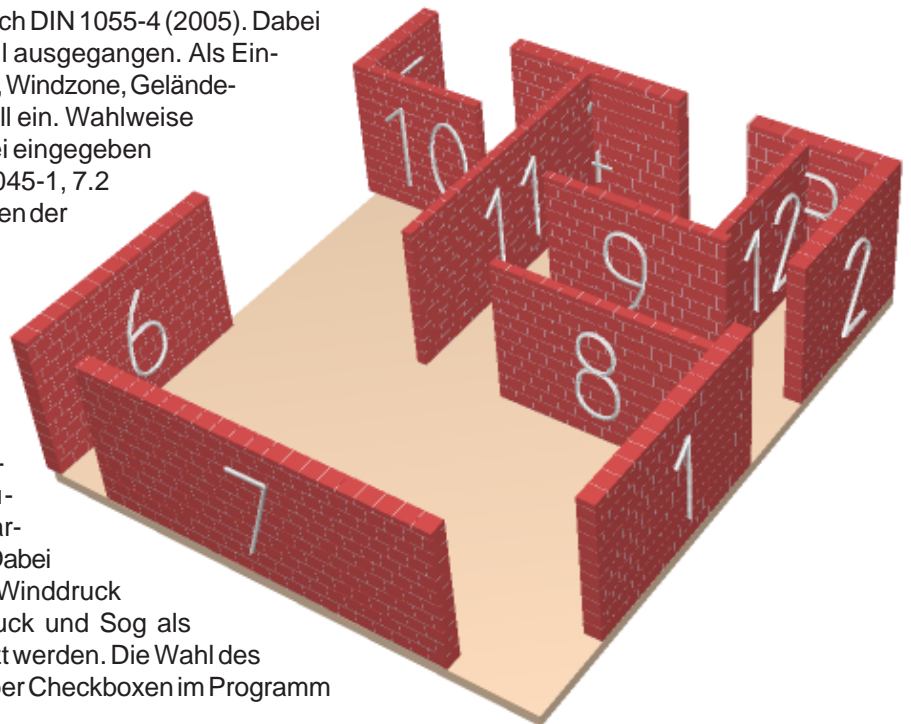 ch DIN 1055-4 (2005). Dabei
l ausgegangen. Als Ein-
, Windzone, Gelände-
ll ein. Wahlweise
ei eingegeben
045-1, 7.2
en der
10
11
9
12
2
6
8
1
7
-
u-
ar-
Dabei
Winddruck
uck und Sog als
tt werden. Die Wahl des
ber Checkboxen im Programm